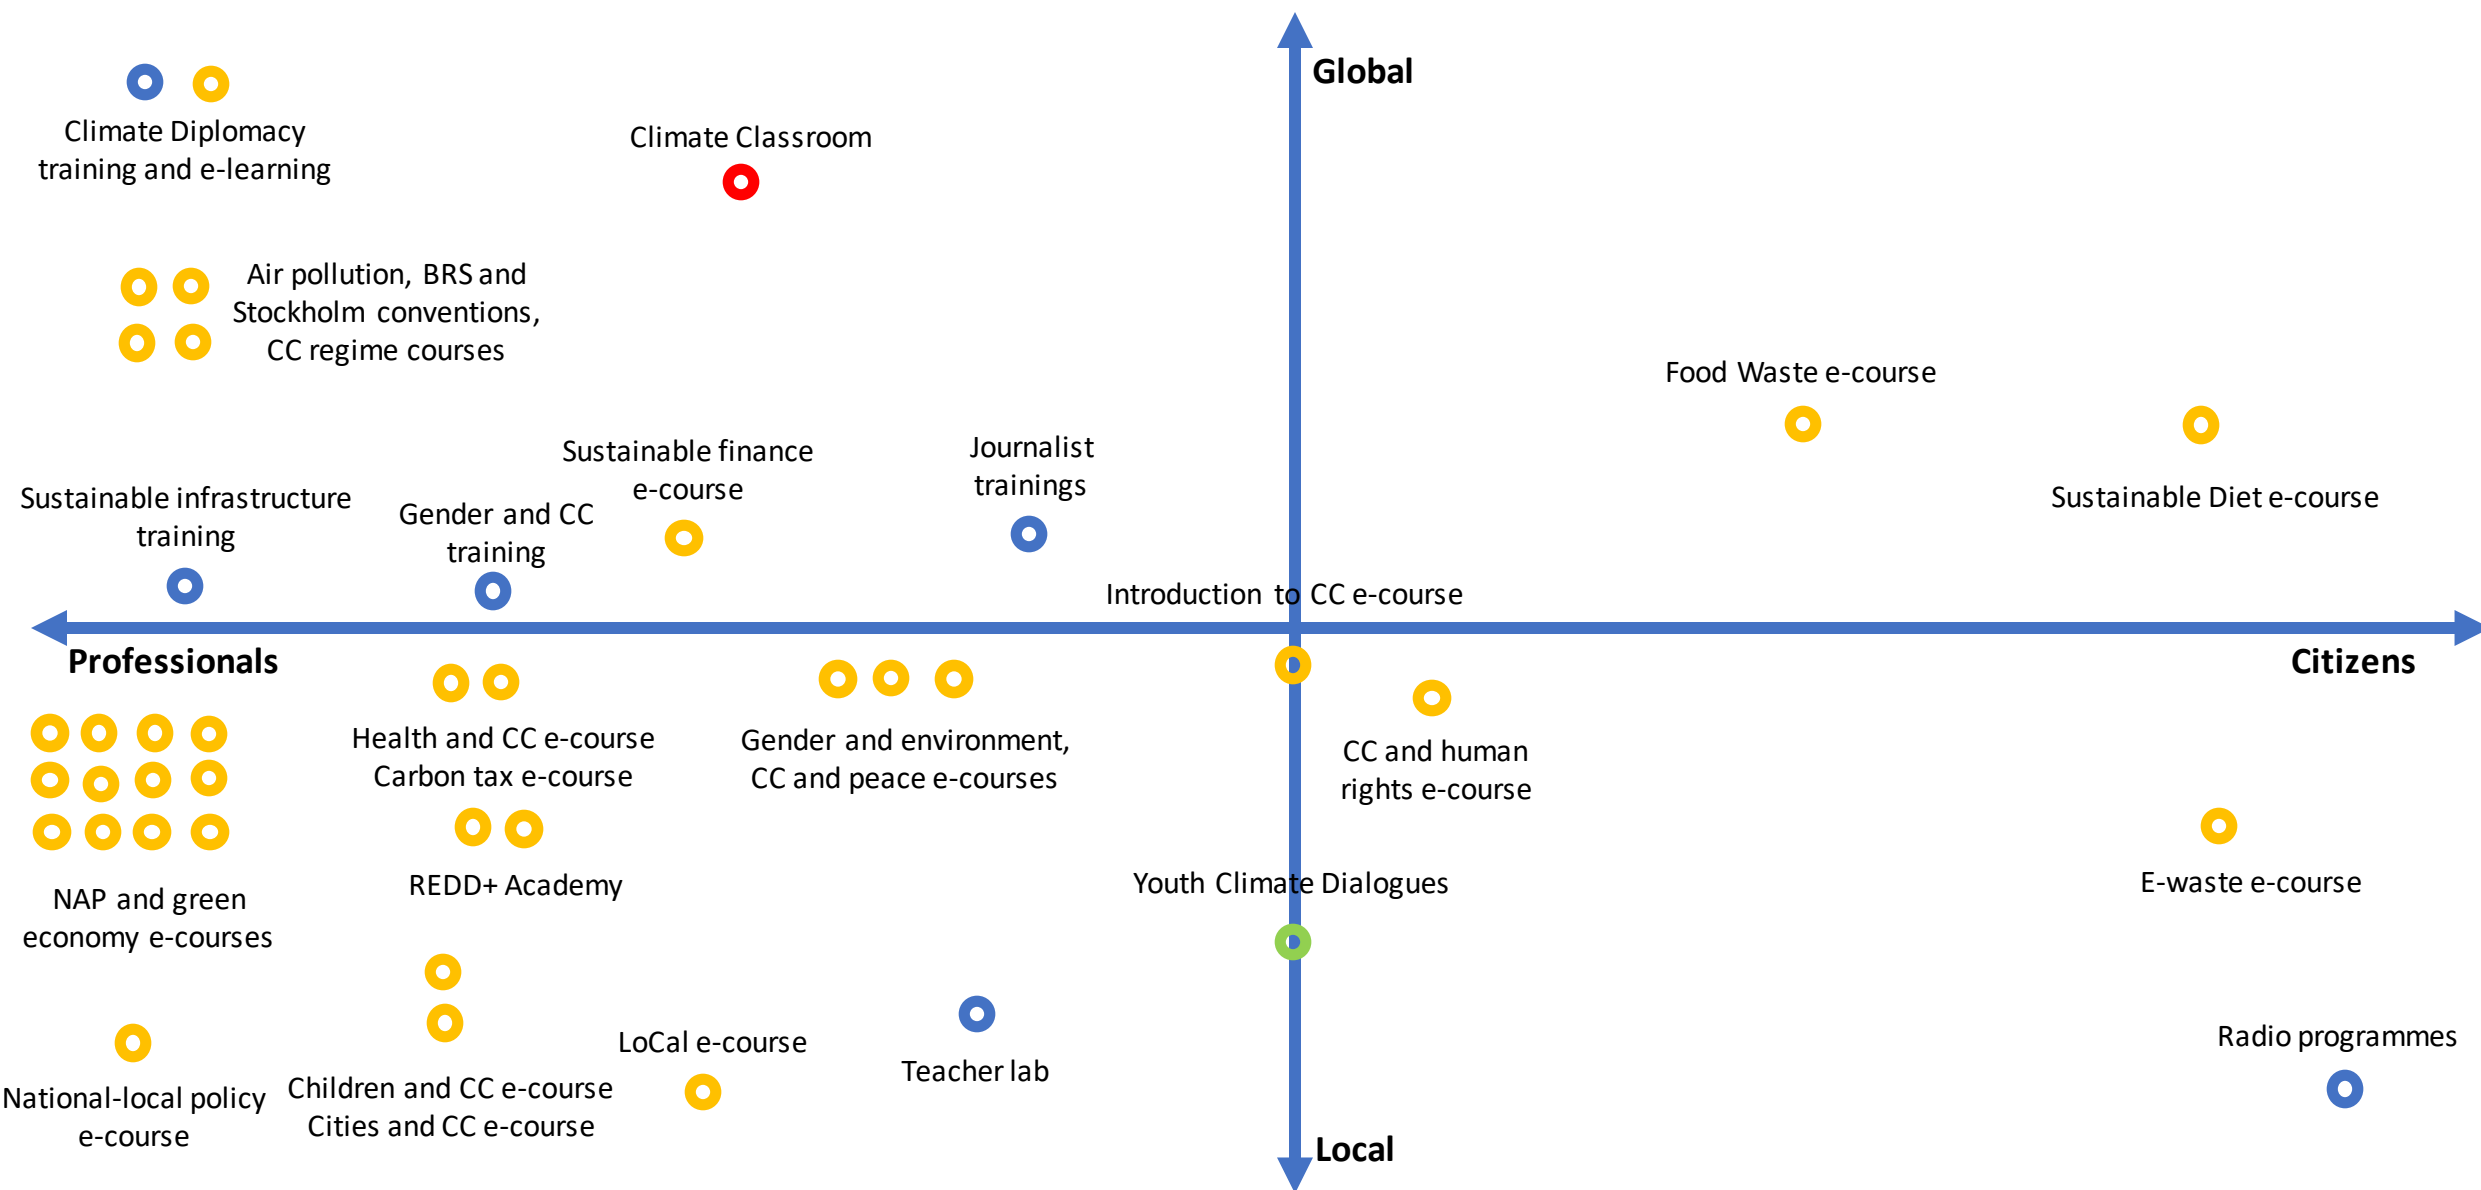 Global
Climate Diplomacy
training and e-learning
Climate Classroom
Air pollution, BRS and
Stockholm conventions,
CC regime courses
Food Waste e-course
Sustainable finance
e-course
Journalist
trainings
Sustainable Diet e-course
Sustainable infrastructure
training
Gender and CC
training
Introduction to CC e-course
Professionals
Citizens
Health and CC e-course
Carbon tax e-course
Gender and environment,
CC and peace e-courses
CC and human
rights e-course
NAP and green
economy e-courses
REDD+ Academy
Youth Climate Dialogues
E-waste e-course
National-local policy
e-course
Children and CC e-course
Cities and CC e-course
LoCal e-course
Teacher lab
Radio programmes
Local